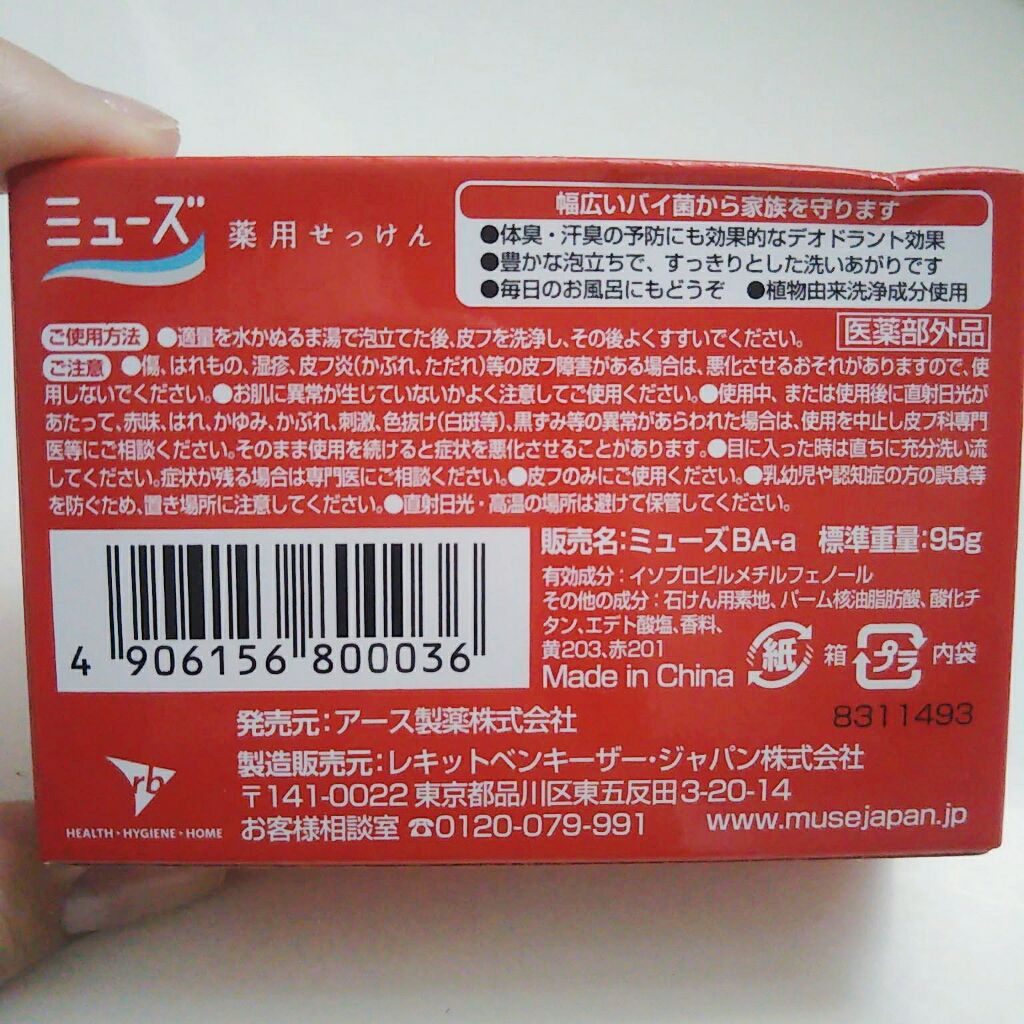 ミューズ 薬用せっけん
幅広いバイ菌から家族を守ります
●体臭・汗臭の予防にも効果的なデオドラント効果
●豊かな泡立ちで、すっきりとした洗いあがりです
●毎日のお風呂にもどうぞ ●植物由来洗浄成分使用
医薬部外品
ご使用方法 ●適量を水かぬるま湯で泡立てた後、皮フを洗浄し、その後よくすすいでください。
ご注意 ●傷、はれもの、湿疹、皮フ炎(かぶれ、ただれ)等の皮フ障害がある場合は、悪化させるおそれがありますので、使
用しないでください。●お肌に異常が生じていないかよく注意してご使用ください。●使用中、または使用後に直射日光が
あたって、赤味、はれ、かゆみ、かぶれ、刺激、色抜け(白斑等)、黒ずみ等の異常があらわれた場合は、使用を中止し皮フ科専門
医等にご相談ください。そのまま使用を続けると症状を悪化させることがあります。●目に入った時は直ちに充分洗い流
してください。症状が残る場合は専門医にご相談ください。●皮フのみにご使用ください。●乳幼児や認知症の方の誤食等
を防ぐため、置き場所に注意してください。●直射日光・高温の場所は避けて保管してください。
4 906156 800036
販売名:ミューズBA-a 標準重量:95g
有効成分:イソプロピルメチルフェノール
その他の成分:石けん用素地、パーム核油脂肪酸、酸化チ
タン、エデト酸塩、香料、
黄203、赤201
Made in China
紙 箱 プラ 内袋
8311493
発売元:アース製薬株式会社
製造販売元:レキットベンキーザー・ジャパン株式会社
〒141-0022 東京都品川区東五反田3-20-14
お客様相談室 ☎0120-079-991 www.musejapan.jp
rb
HEALTH・HYGIENE・HOME